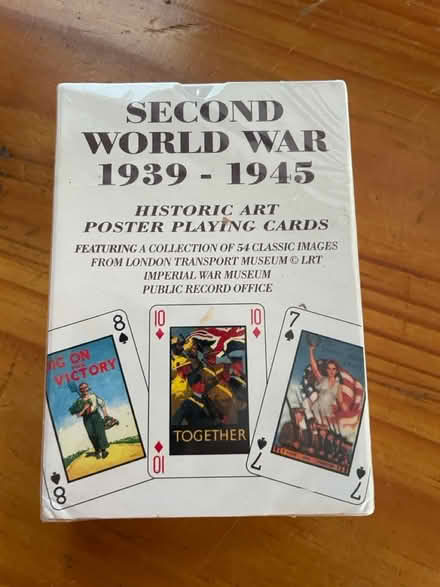 SECOND
WORLD WAR
1939 - 1945
HISTORIC ART
POSTER PLAYING CARDS
FEATURING A COLLECTION OF 54 CLASSIC IMAGES
FROM LONDON TRANSPORT MUSEUM © LRT
IMPERIAL WAR MUSEUM
PUBLIC RECORD OFFICE
8
IG ON
VICTORY
8
10
10
TOGETHER
10
7
7